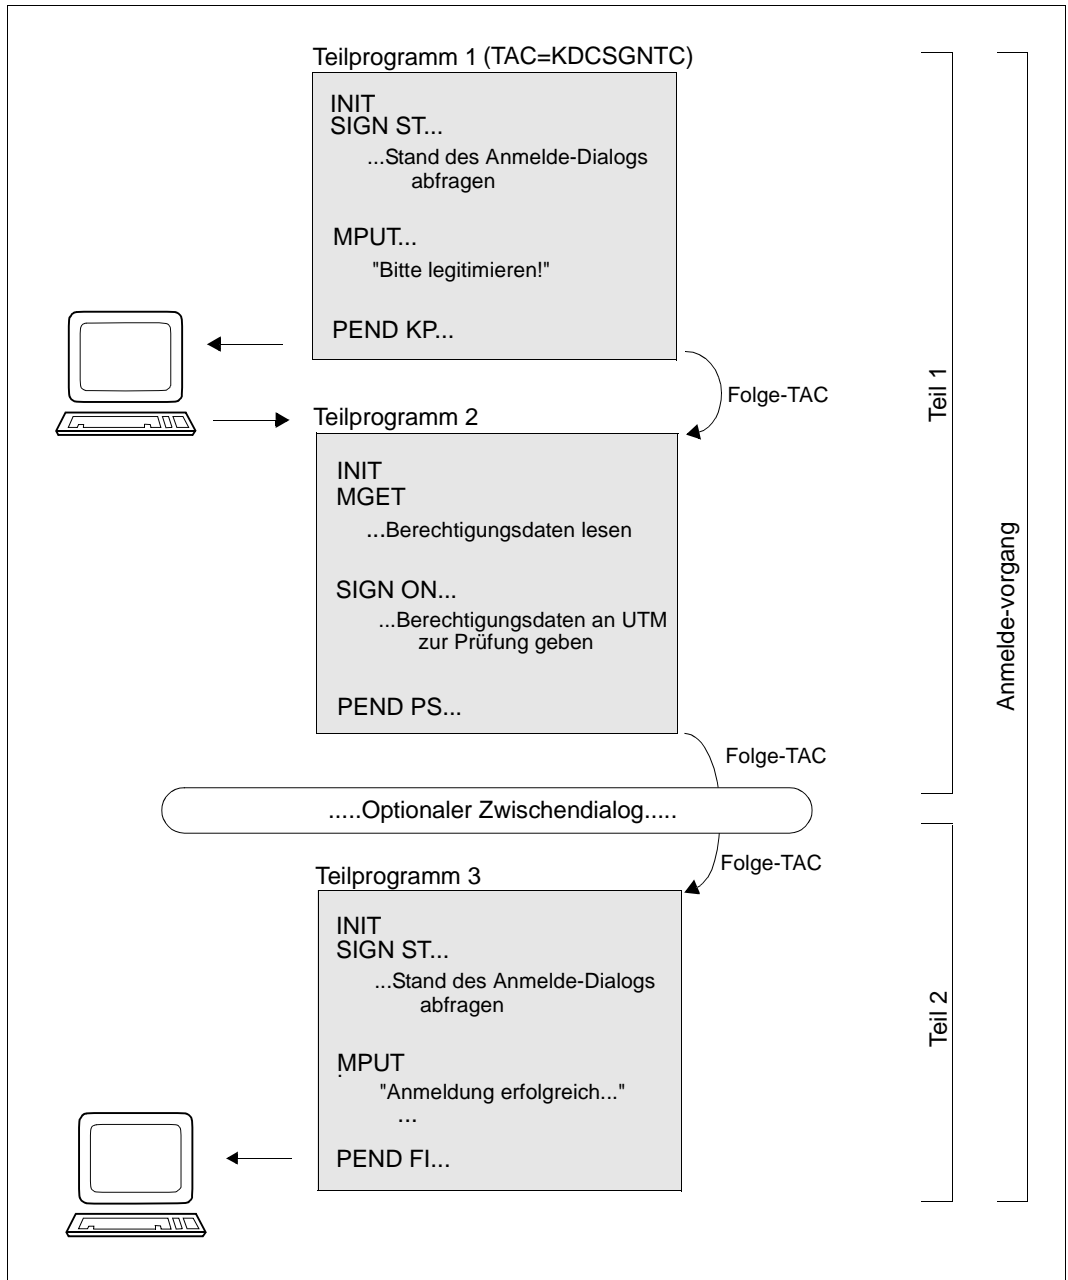 Teilprogramm 1 (TAC=KDCSGNTC)
INIT
SIGN ST...
...Stand des Anmelde-Dialogs
abfragen
MPUT...
"Bitte legitimieren!"
PEND KP...
Folge-TAC
Teilprogramm 2
INIT
MGET
...Berechtigungsdaten lesen
SIGN ON...
...Berechtigungsdaten an UTM
zur Prüfung geben
PEND PS...
Folge-TAC
.....Optionaler Zwischendialog.....
Folge-TAC
Teilprogramm 3
INIT
SIGN ST...
...Stand des Anmelde-Dialogs
abfragen
MPUT
"Anmeldung erfolgreich..."
...
PEND FI...
Teil 1
Teil 2
Anmelde-vorgang